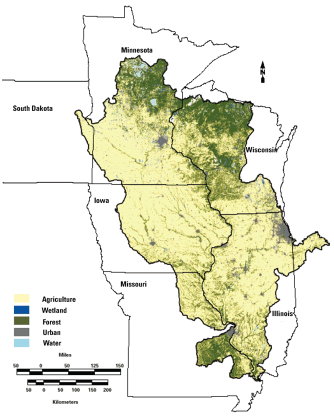 Minnesota
N
South Dakota
Wisconsin
Iowa
Missouri
Illinois
Agriculture
Wetland
Forest
Urban
Water
Miles
50 0 50 100 150
50 0 50 100 150 200
Kilometers